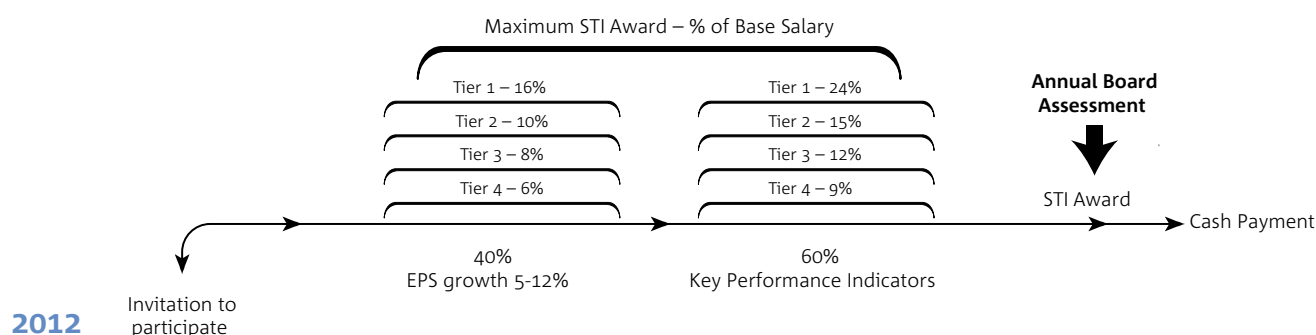 Maximum STI Award – % of Base Salary
Tier 1 – 16%
Tier 2 – 10%
Tier 3 – 8%
Tier 4 – 6%
Tier 1 – 24%
Tier 2 – 15%
Tier 3 – 12%
Tier 4 – 9%
Annual Board
Assessment
STI Award
Cash Payment
40%
EPS growth 5-12%
60%
Key Performance Indicators
Invitation to
participate
2012